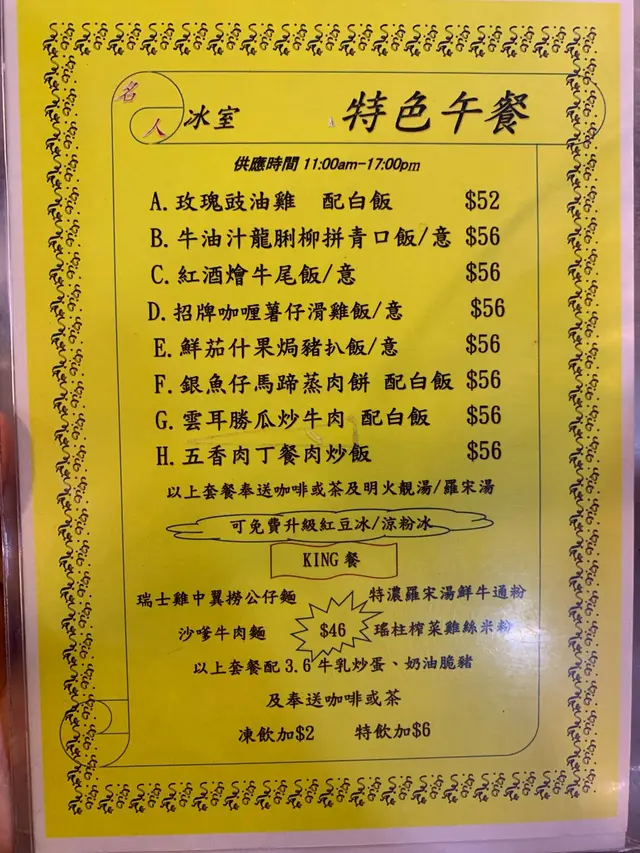 名人冰室 特色午餐
供應時間 11:00am-17:00pm
A. 玫瑰豉油雞 配白飯 $52
B. 牛油汁龍脷柳拼青口飯/意 $56
C. 紅酒燴牛尾飯/意 $56
D. 招牌咖喱薯仔滑雞飯/意 $56
E. 鮮茄什果焗豬扒飯/意 $56
F. 銀魚仔馬蹄蒸肉餅 配白飯 $56
G. 雲耳勝瓜炒牛肉 配白飯 $56
H. 五香肉丁餐肉炒飯 $56
以上套餐奉送咖啡或茶及明火靚湯/羅宋湯
可免費升級紅豆冰/涼粉冰
KING 餐
瑞士雞中翼撈公仔麵 特濃羅宋湯鮮牛通粉
沙嗲牛肉麵 $46 瑤柱榨菜雞絲米粉
以上套餐配 3.6 牛乳炒蛋、奶油脆豬
及奉送咖啡或茶
凍飲加$2 特飲加$6